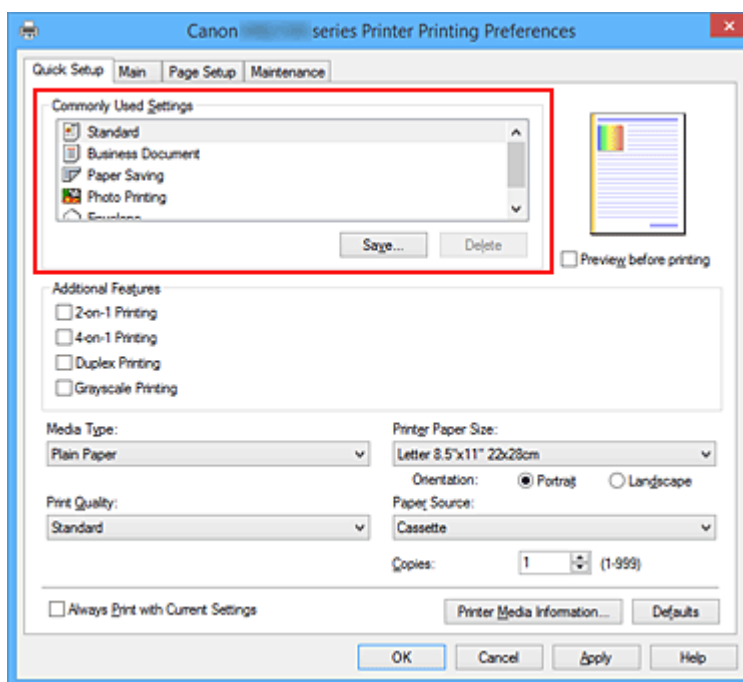 Canon series Printer Printing Preferences
Quick Setup Main Page Setup Maintenance
Commonly Used Settings
Standard
Business Document
Paper Saving
Photo Printing
Envelope
Save... Delete
Preview before printing
Additional Features
2-on-1 Printing
4-on-1 Printing
Duplex Printing
Grayscale Printing
Media Type:
Plain Paper
Printer Paper Size:
Letter 8.5"x11" 22x28cm
Orientation: Portrait Landscape
Print Quality:
Standard
Paper Source:
Cassette
Copies: 1 (1-999)
Always Print with Current Settings
Printer Media Information... Defaults
OK Cancel Apply Help